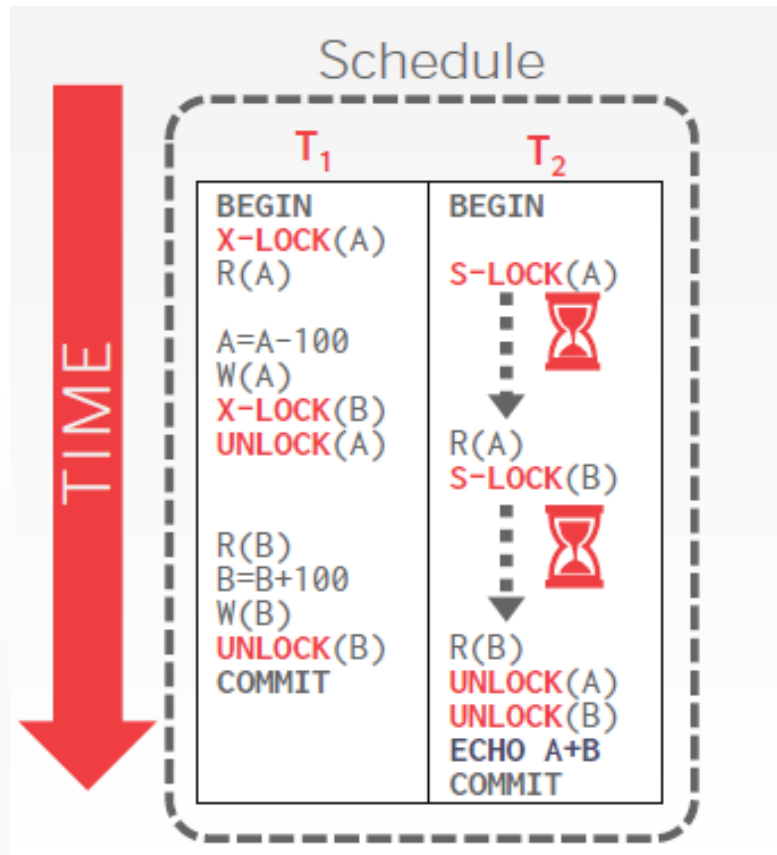 Schedule
TIME
T1
T2
BEGIN
X-LOCK(A)
R(A)
A=A-100
W(A)
X-LOCK(B)
UNLOCK(A)
R(B)
B=B+100
W(B)
UNLOCK(B)
COMMIT
BEGIN
S-LOCK(A)
R(A)
S-LOCK(B)
R(B)
UNLOCK(A)
UNLOCK(B)
ECHO A+B
COMMIT